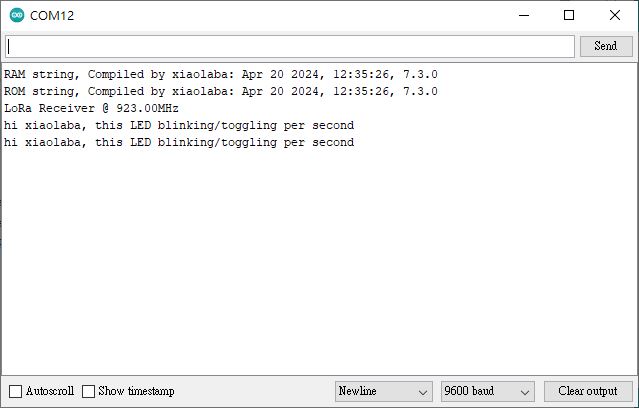 COM12
Send
RAM string, Compiled by xiaolaba: Apr 20 2024, 12:35:26, 7.3.0
ROM string, Compiled by xiaolaba: Apr 20 2024, 12:35:26, 7.3.0
LoRa Receiver @ 923.00MHz
hi xiaolaba, this LED blinking/toggling per second
hi xiaolaba, this LED blinking/toggling per second
Autoscroll Show timestamp Newline 9600 baud Clear output